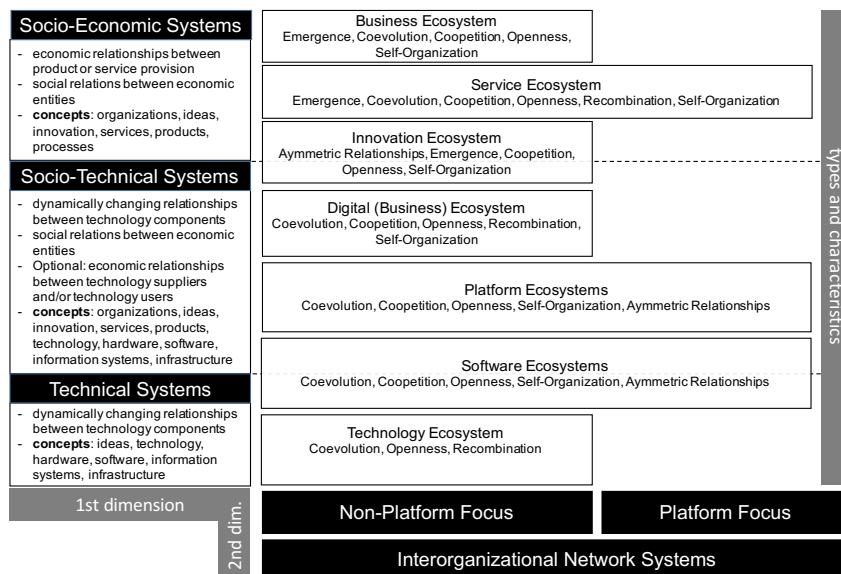 Socio-Economic Systems
- economic relationships between
product or service provision
- social relations between economic
entities
- concepts: organizations, ideas,
innovation, services, products,
processes
Socio-Technical Systems
- dynamically changing relationships
between technology components
- social relations between economic
entities
- Optional: economic relationships
between technology suppliers
and/or technology users
- concepts: organizations, ideas,
innovation, services, products,
technology, hardware, software,
information systems, infrastructure
Technical Systems
- dynamically changing relationships
between technology components
- concepts: ideas, technology,
hardware, software, information
systems, infrastructure
Business Ecosystem
Emergence, Coevolution, Coopetition, Openness,
Self-Organization
Service Ecosystem
Emergence, Coevolution, Coopetition, Openness, Recombination, Self-Organization
Innovation Ecosystem
Aymmetric Relationships, Emergence, Coopetition,
Openness, Self-Organization
Digital (Business) Ecosystem
Coevolution, Coopetition, Openness, Recombination,
Self-Organization
Platform Ecosystems
Coevolution, Coopetition, Openness, Self-Organization, Aymmetric Relationships
Software Ecosystems
Coevolution, Coopetition, Openness, Self-Organization, Aymmetric Relationships
Technology Ecosystem
Coevolution, Openness, Recombination
types and characteristics
1st dimension
2nd dim.
Non-Platform Focus
Platform Focus
Interorganizational Network Systems